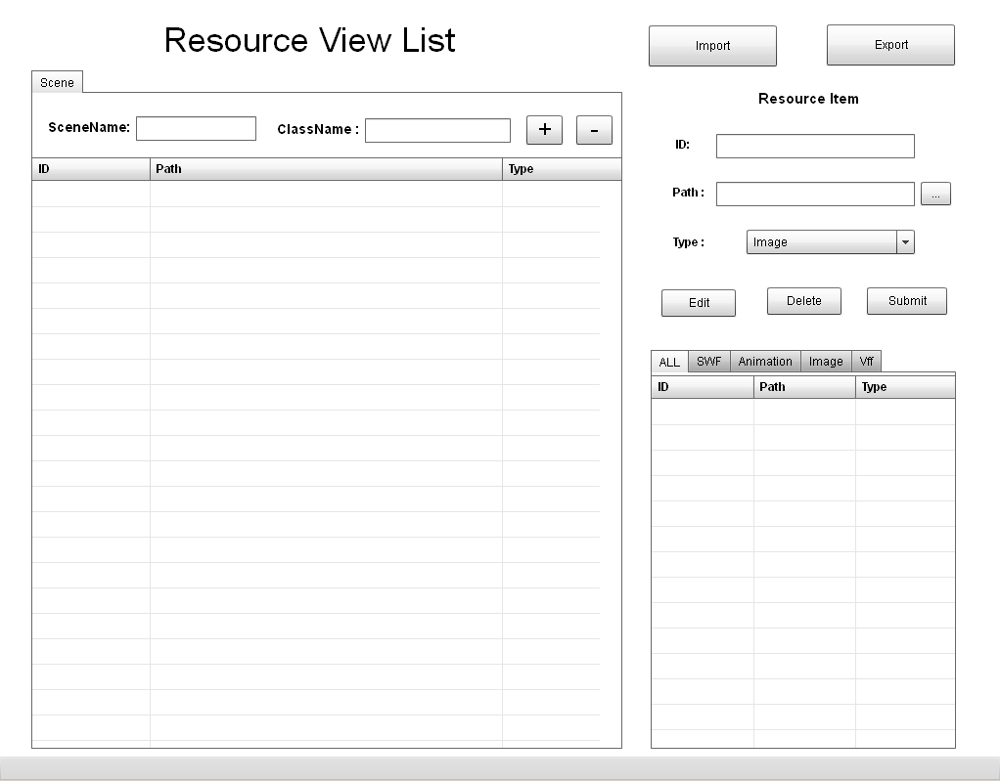 Resource View List
Import
Export
Scene
Resource Item
SceneName:
ClassName :
+
-
ID:
ID
Path
Type
Path :
...
Type :
Image
Edit
Delete
Submit
ALL
SWF
Animation
Image
Vff
ID
Path
Type